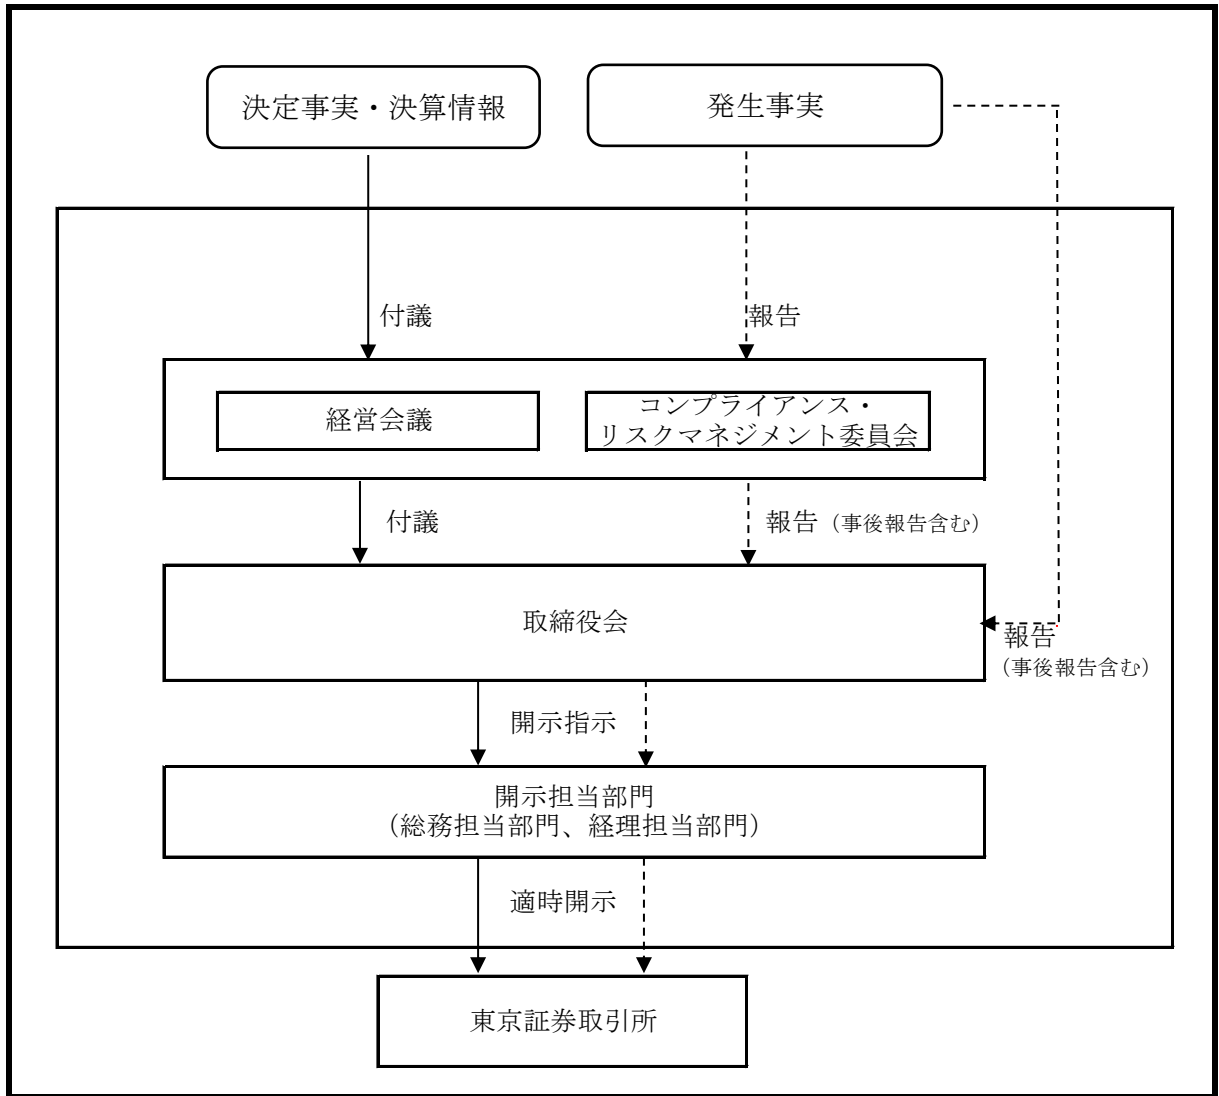 決定事実・決算情報
発生事実
付議
報告
経営会議
コンプライアンス・
リスクマネジメント委員会
付議
報告（事後報告含む）
取締役会
報告
（事後報告含む）
開示指示
開示担当部門
（総務担当部門、経理担当部門）
適時開示
東京証券取引所